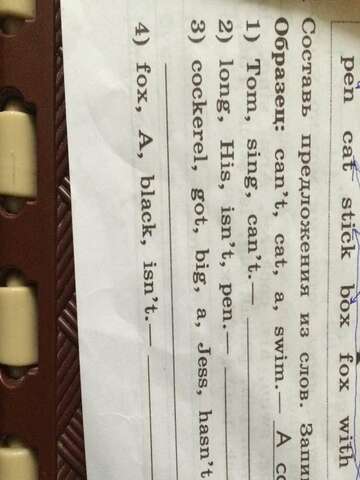 pen cat stick box fox with
Составь предложения из слов.
Образец: can't, cat, a, swim.— A
1) Tom, sing, can't.—
2) long, His, isn't, pen.—
3) cockerel, got, big, a, Jess, hasn't
4) fox, A, black, isn't.—